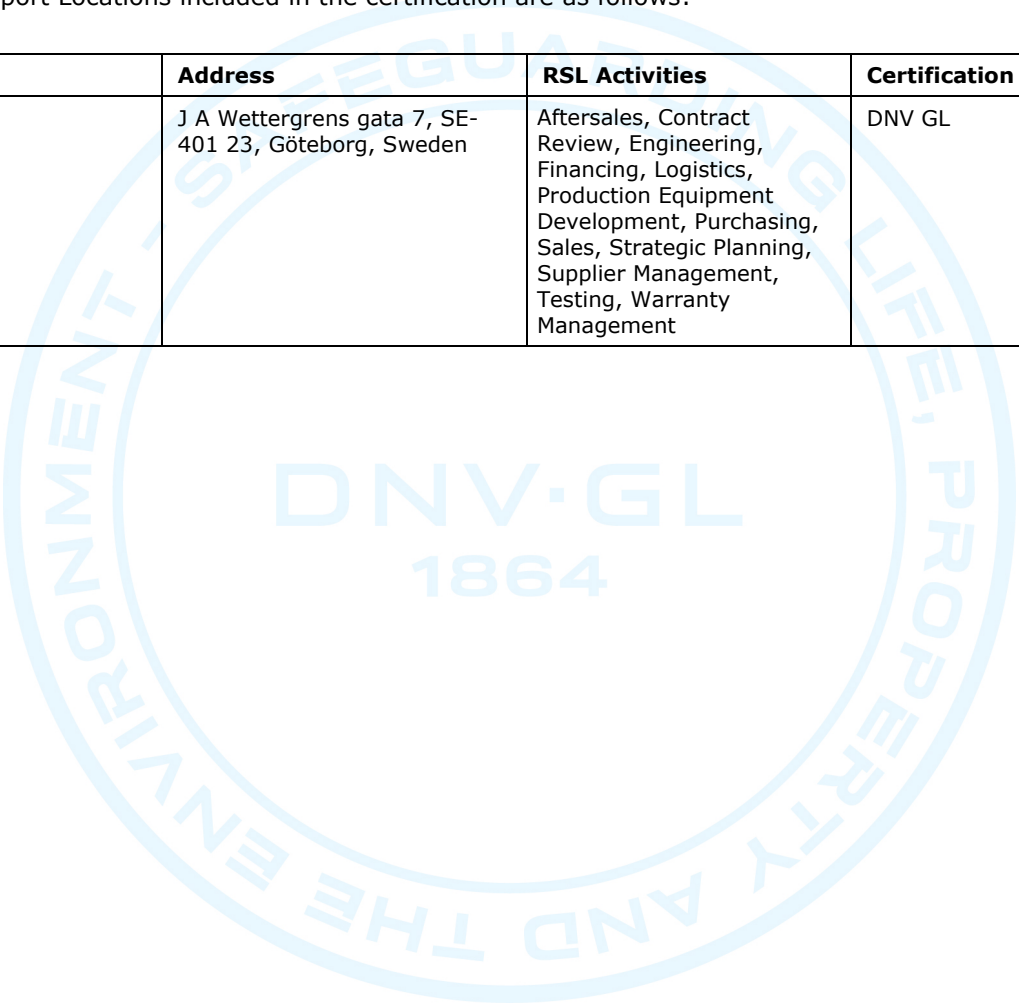 port Locations included in the certification are as follows:
Address RSL Activities Certification
J A Wettergrens gata 7, SE-
401 23, Göteborg, Sweden
Aftersales, Contract
Review, Engineering,
Financing, Logistics,
Production Equipment
Development, Purchasing,
Sales, Strategic Planning,
Supplier Management,
Testing, Warranty
Management
DNV GL
SAFEGUARDING LIFE, PROPERTY AND THE ENVIRONMENT -
DNV·GL
1864